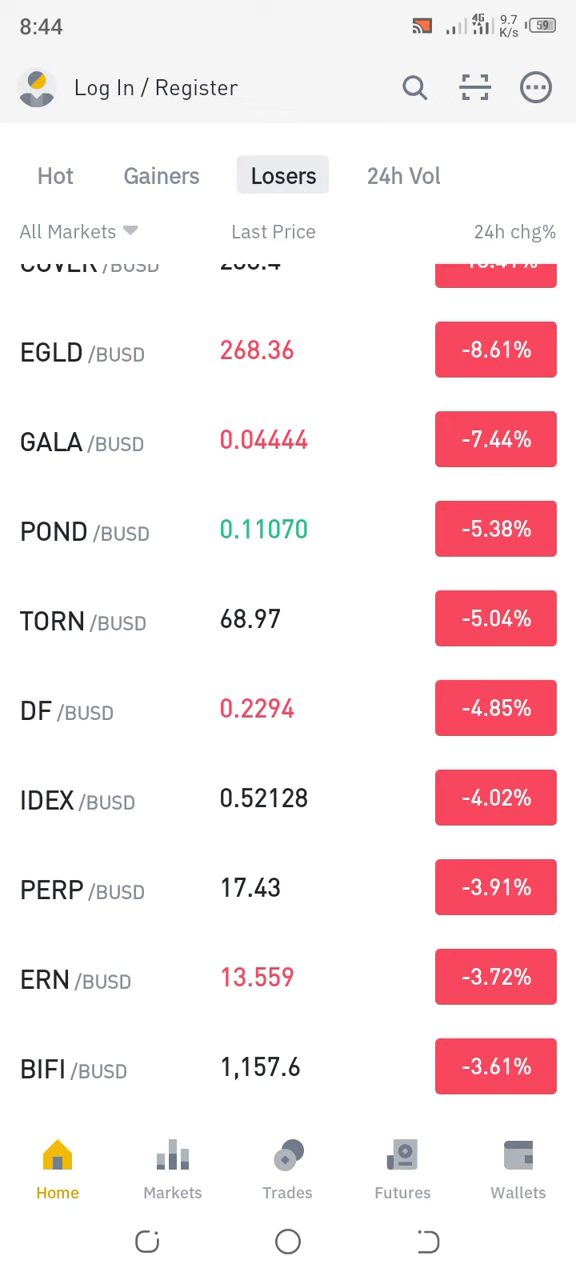 8:44 4G 9.7 K/s 59
Log In / Register
Hot Gainers Losers 24h Vol
All Markets Last Price 24h chg%
COVER /BUSD
EGLD /BUSD 268.36 -8.61%
GALA /BUSD 0.04444 -7.44%
POND /BUSD 0.11070 -5.38%
TORN /BUSD 68.97 -5.04%
DF /BUSD 0.2294 -4.85%
IDEX /BUSD 0.52128 -4.02%
PERP /BUSD 17.43 -3.91%
ERN /BUSD 13.559 -3.72%
BIFI /BUSD 1,157.6 -3.61%
Home Markets Trades Futures Wallets